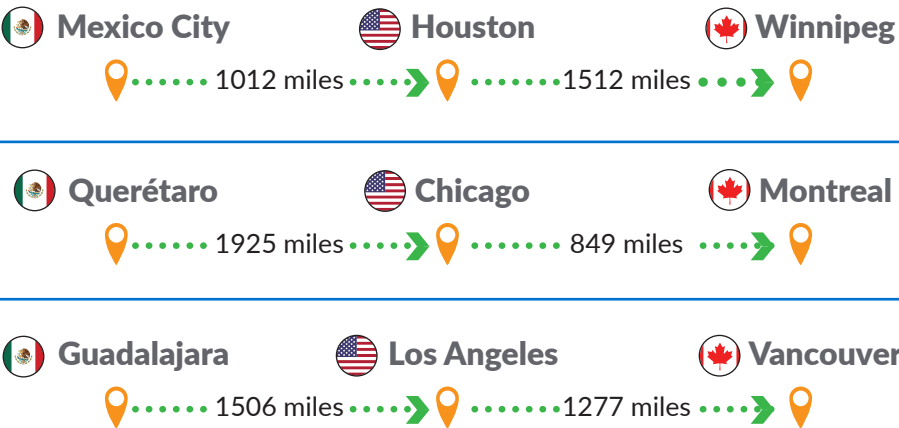 Mexico City Houston Winnipeg
1012 miles 1512 miles
Querétaro Chicago Montreal
1925 miles 849 miles
Guadalajara Los Angeles Vancouver
1506 miles 1277 miles